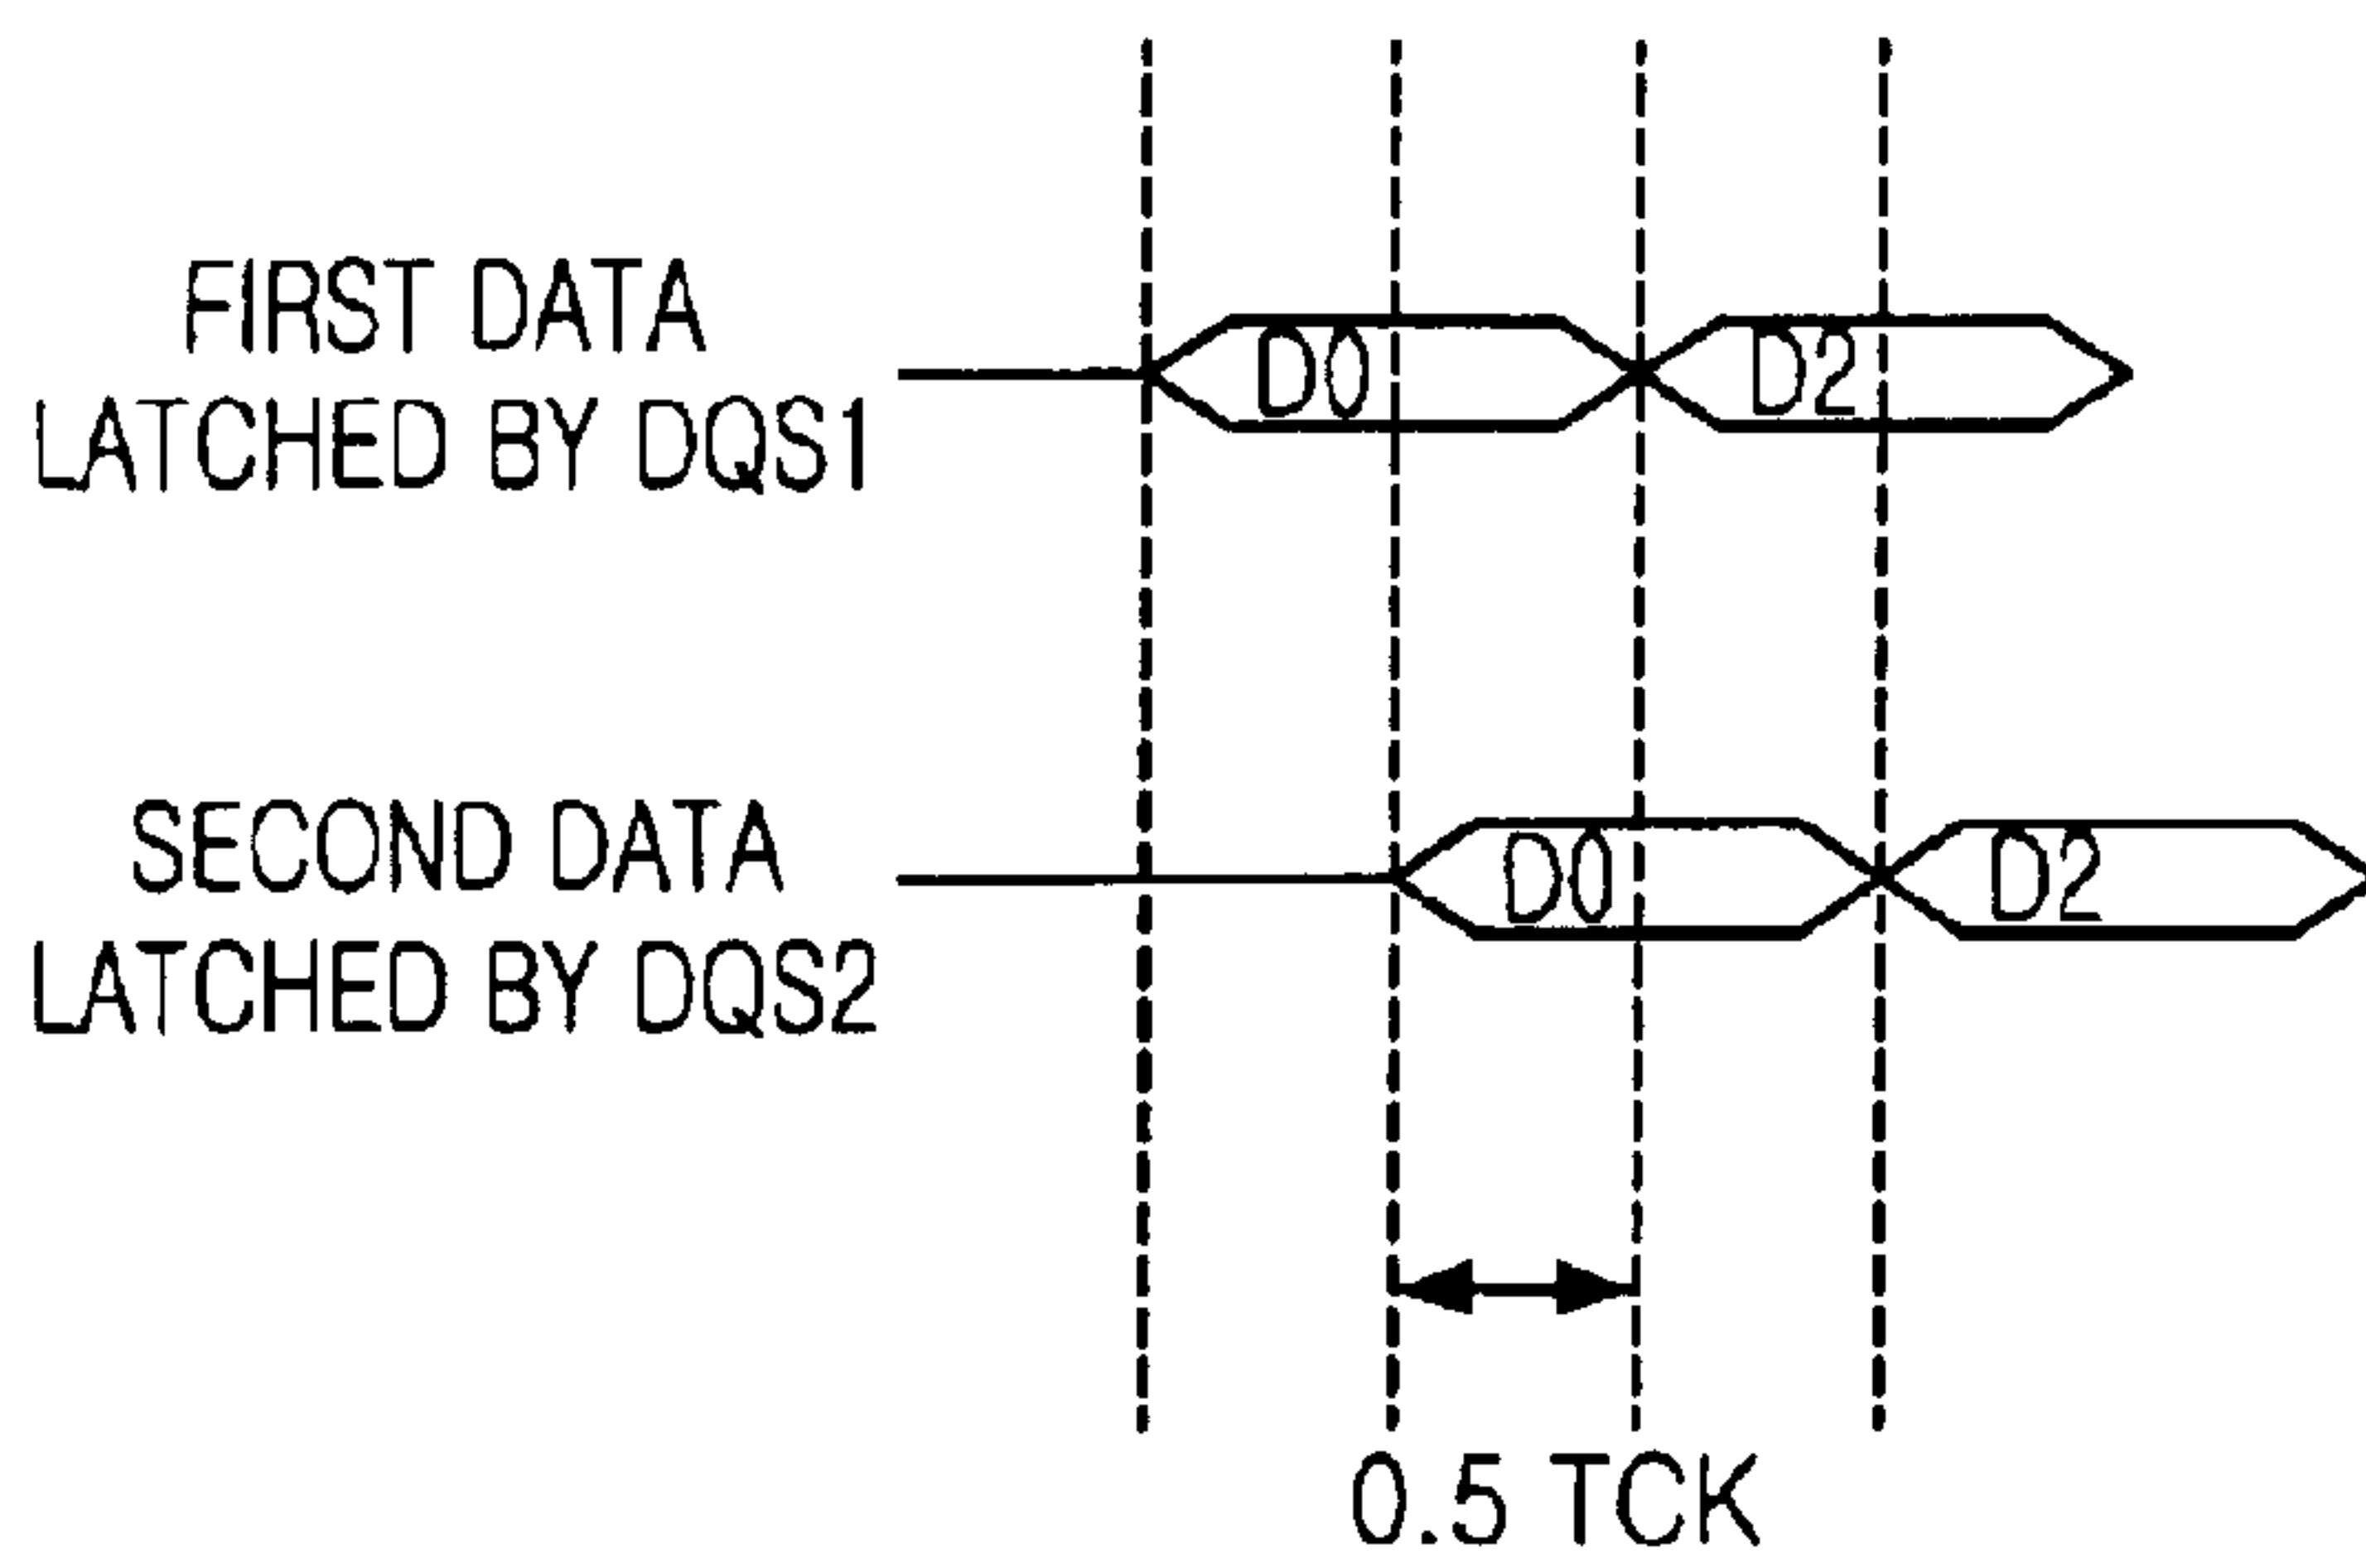 FIRST DATA
LATCHED BY DQS1
D0
D2
SECOND DATA
LATCHED BY DQS2
D0
D2
0.5 TCK